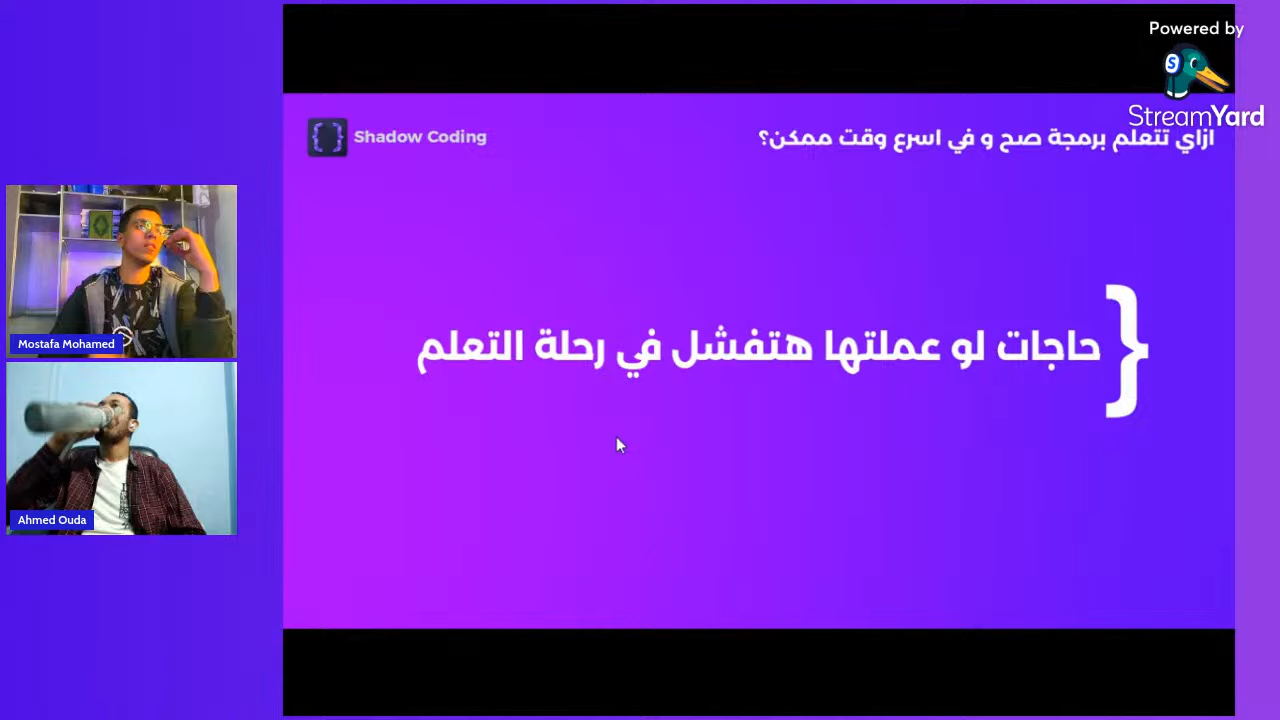 Powered by
StreamYard
Shadow Coding
ازاي تتعلم برمجة صح و في اسرع وقت ممكن؟
حاجات لو عملتها هتفشل في رحلة التعلم
Mostafa Mohamed
Ahmed Ouda